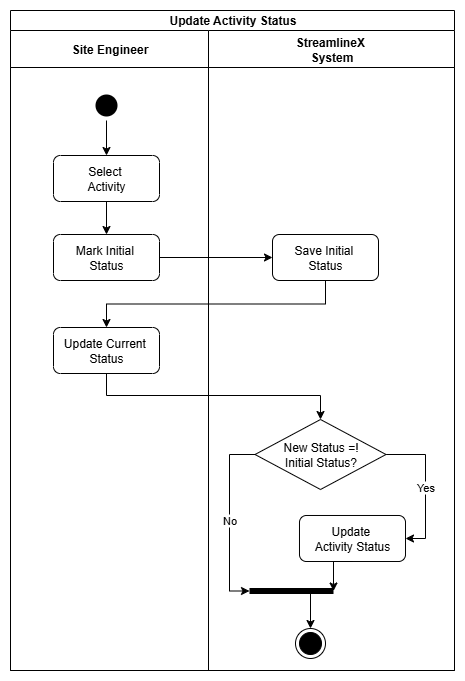 Update Activity Status
Site Engineer
StreamlineX
System
Select
Activity
Mark Initial
Status
Save Initial
Status
Update Current
Status
New Status =!
Initial Status?
Yes
No
Update
Activity Status